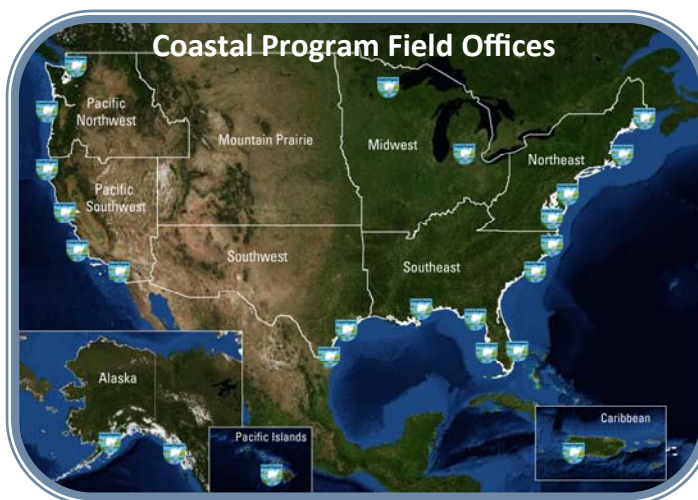 Coastal Program Field Offices
Pacific
Northwest
Mountain Prairie
Midwest
Northeast
Pacific
Southwest
Southwest
Southeast
Alaska
Pacific Islands
Caribbean